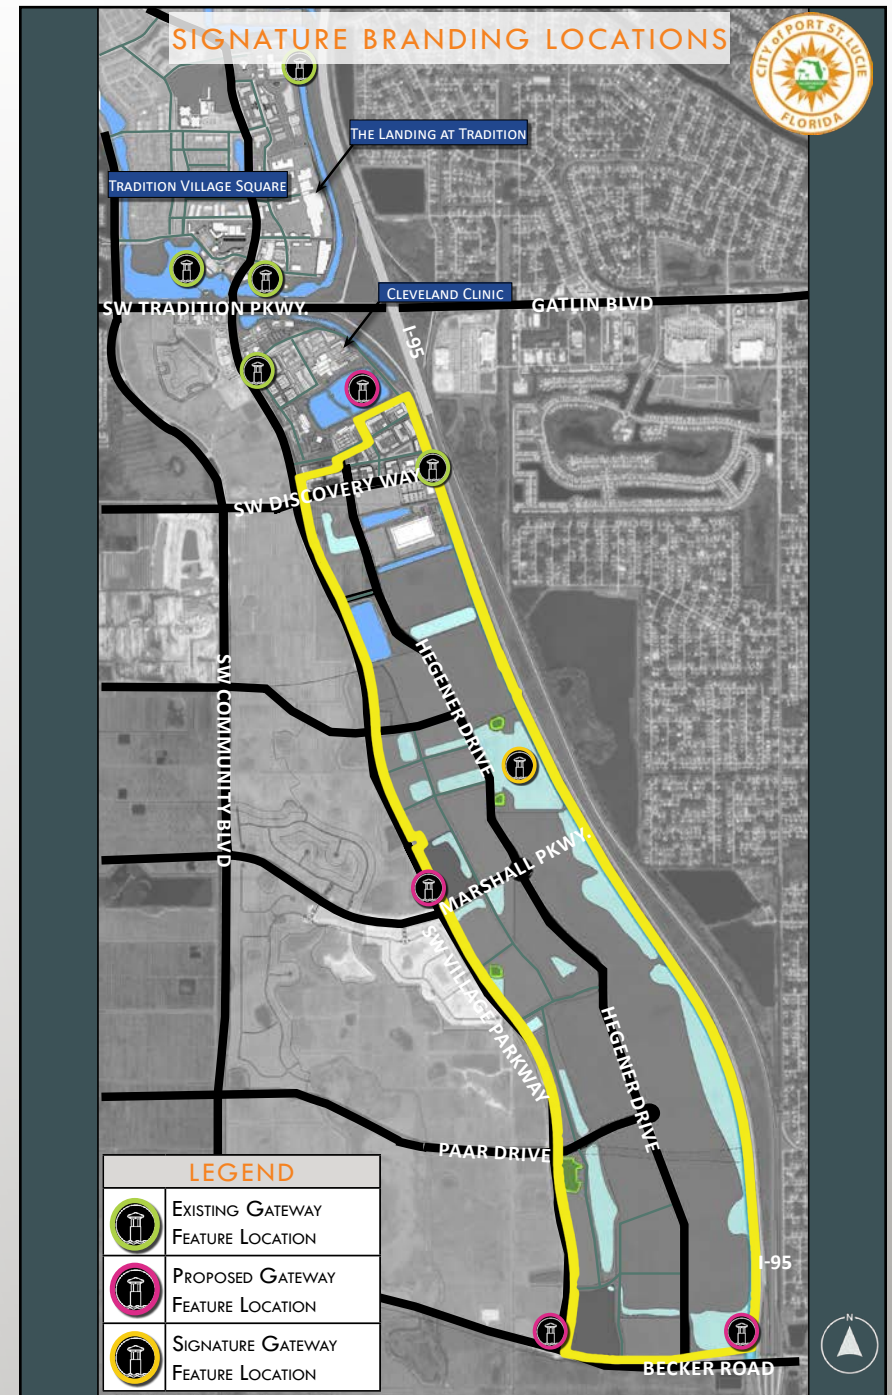 SIGNATURE BRANDING LOCATIONS
CITY of PORT ST. LUCIE
FLORIDA
THE LANDING AT TRADITION
TRADITION VILLAGE SQUARE
CLEVELAND CLINIC
SW TRADITION PKWY.
GATLIN BLVD
I-95
SW DISCOVERY WAY
HEGENER DRIVE
SW COMMUNITY BLVD
MARSHALL PKWY.
SW VILLAGE PARKWAY
HEGENER DRIVE
PAAR DRIVE
I-95
BECKER ROAD
LEGEND
EXISTING GATEWAY
FEATURE LOCATION
PROPOSED GATEWAY
FEATURE LOCATION
SIGNATURE GATEWAY
FEATURE LOCATION
N